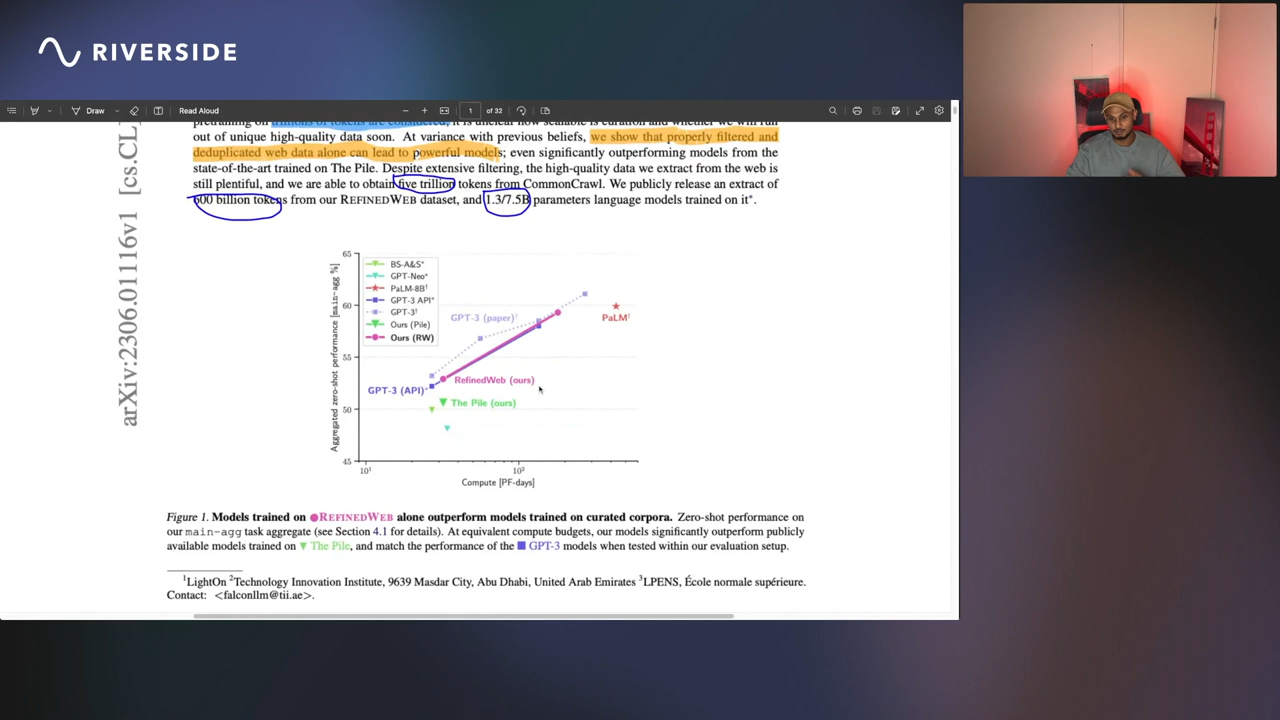 RIVERSIDE
Draw
Read Aloud
1 of 32
pretraining on trillions of tokens are considered, it is unclear how scalable is curation and whether we will run
out of unique high-quality data soon. At variance with previous beliefs, we show that properly filtered and
deduplicated web data alone can lead to powerful models; even significantly outperforming models from the
state-of-the-art trained on The Pile. Despite extensive filtering, the high-quality data we extract from the web is
still plentiful, and we are able to obtain five trillion tokens from CommonCrawl. We publicly release an extract of
600 billion tokens from our REFINEDWEB dataset, and 1.3/7.5B parameters language models trained on it*.
arXiv:2306.01116v1 [cs.CL]
Aggregated zero-shot performance [main-agg %]
65
60
55
50
45
BS-A&S*
GPT-Neo*
PaLM-8B†
GPT-3 API*
GPT-3†
Ours (Pile)
Ours (RW)
GPT-3 (paper)†
PaLM†
RefinedWeb (ours)
GPT-3 (API)*
The Pile (ours)
10¹
10²
Compute [PF-days]
Figure 1. Models trained on REFINEDWEB alone outperform models trained on curated corpora. Zero-shot performance on
our main-agg task aggregate (see Section 4.1 for details). At equivalent compute budgets, our models significantly outperform publicly
available models trained on The Pile, and match the performance of the GPT-3 models when tested within our evaluation setup.
¹LightOn ²Technology Innovation Institute, 9639 Masdar City, Abu Dhabi, United Arab Emirates ³LPENS, École normale supérieure.
Contact: <falconllm@tii.ae>.